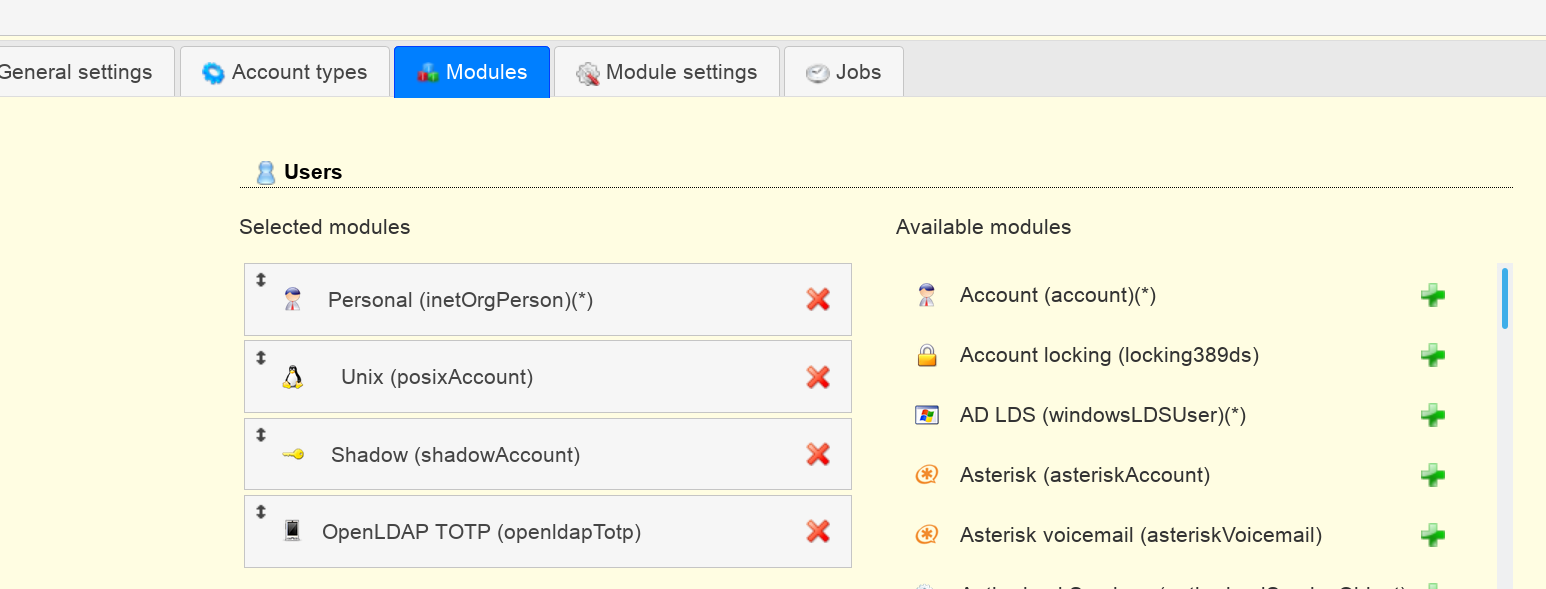 General settings
Account types
Modules
Module settings
Jobs
Users
Selected modules
Personal (inetOrgPerson)(*)
Unix (posixAccount)
Shadow (shadowAccount)
OpenLDAP TOTP (openldapTotp)
Available modules
Account (account)(*)
Account locking (locking389ds)
AD LDS (windowsLDSUser)(*)
Asterisk (asteriskAccount)
Asterisk voicemail (asteriskVoicemail)